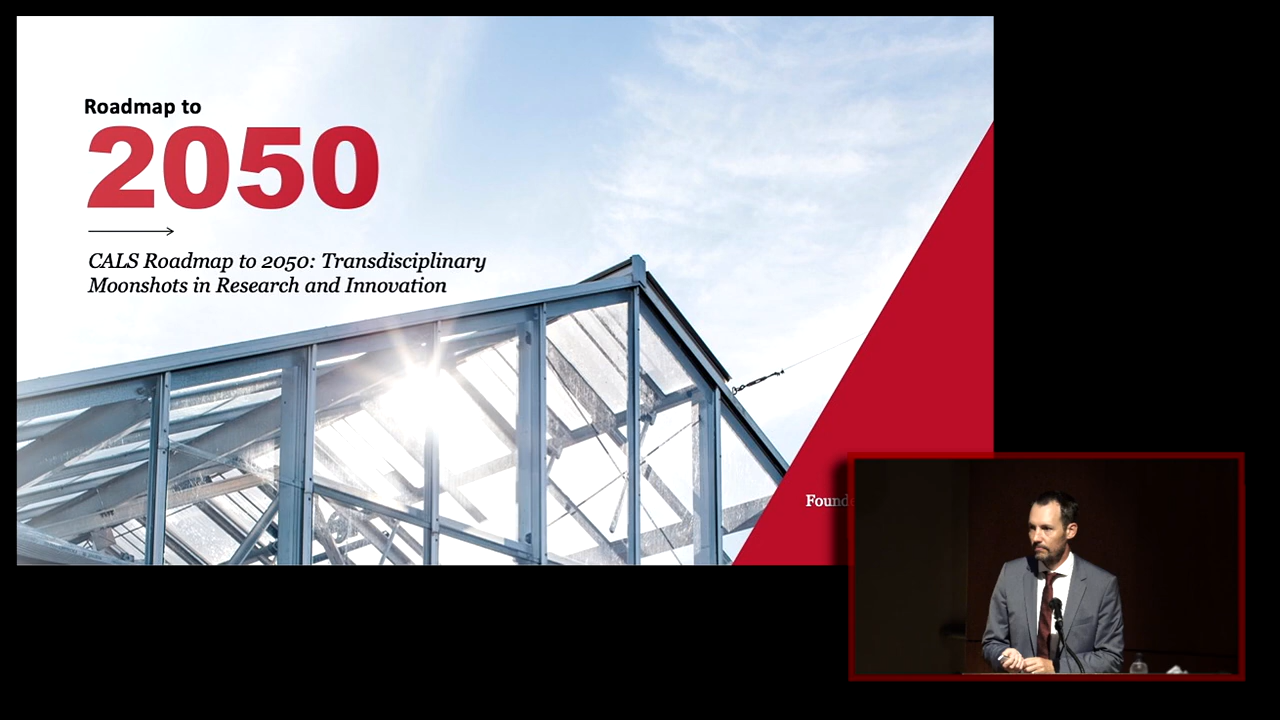 Roadmap to
2050
CALS Roadmap to 2050: Transdisciplinary
Moonshots in Research and Innovation